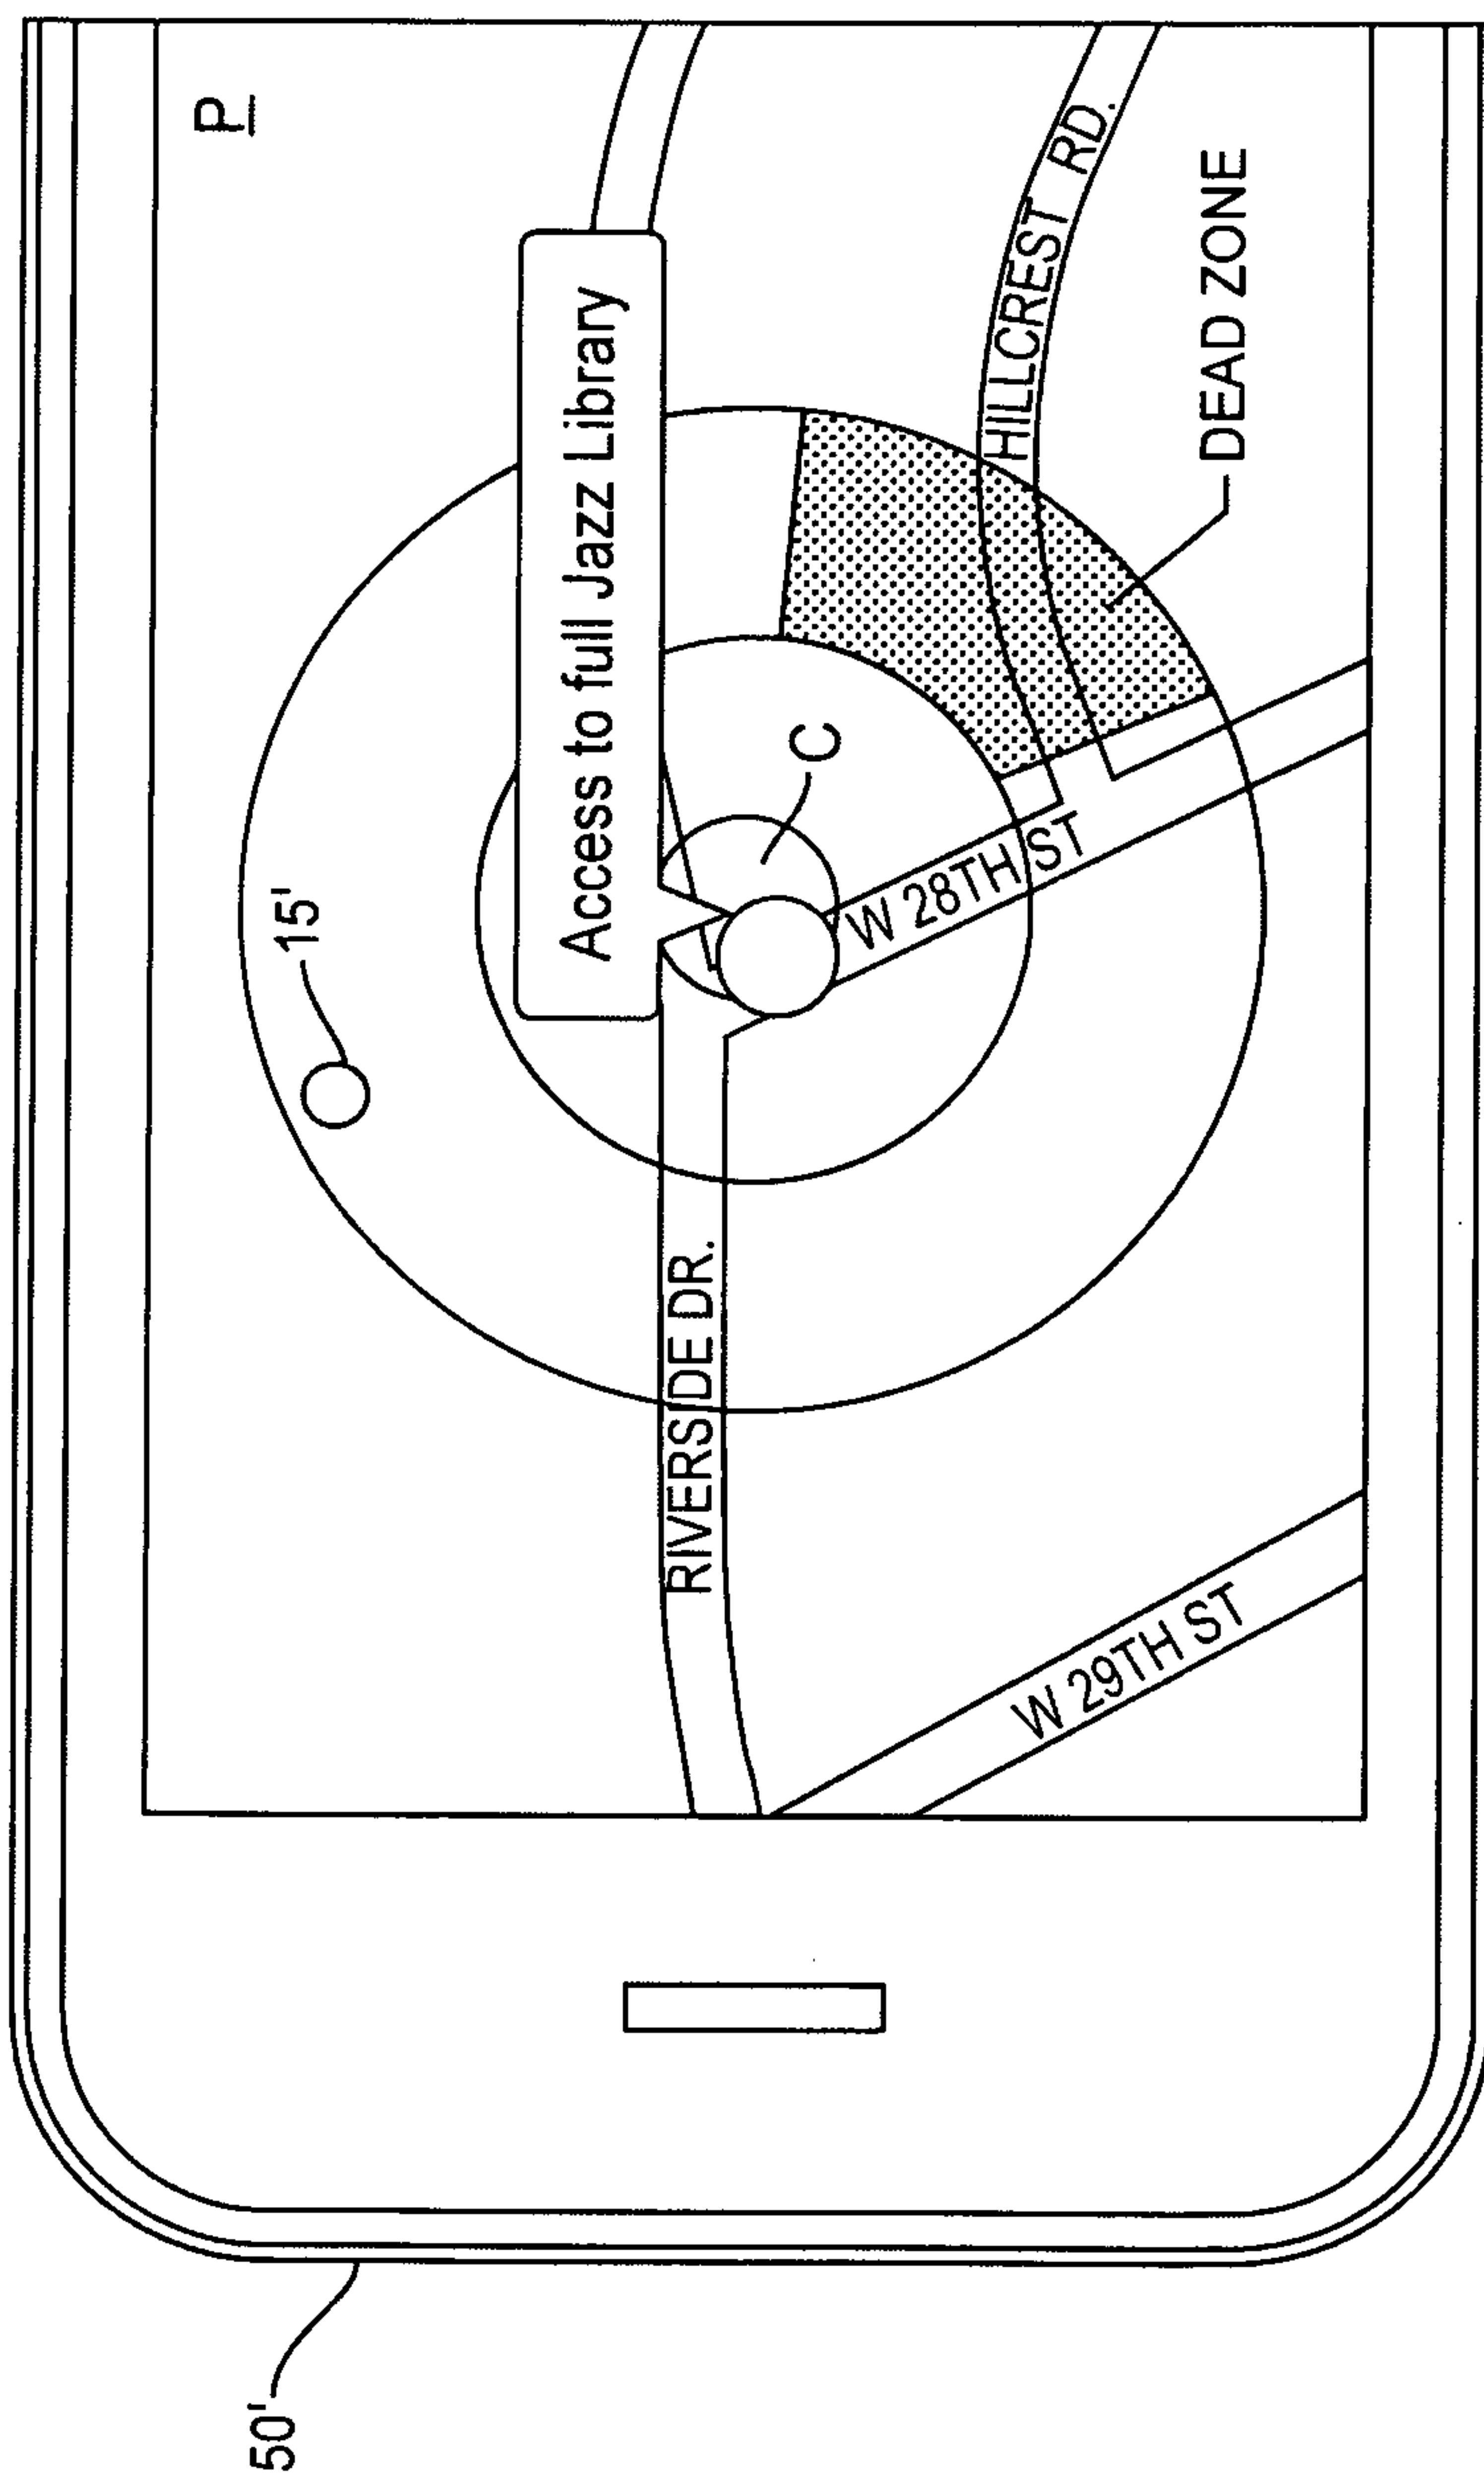 P
15'
Access to full Jazz Library
C
HILLCREST RD.
DEAD ZONE
W 28TH ST
RIVERSIDE DR.
W 29TH ST
50'